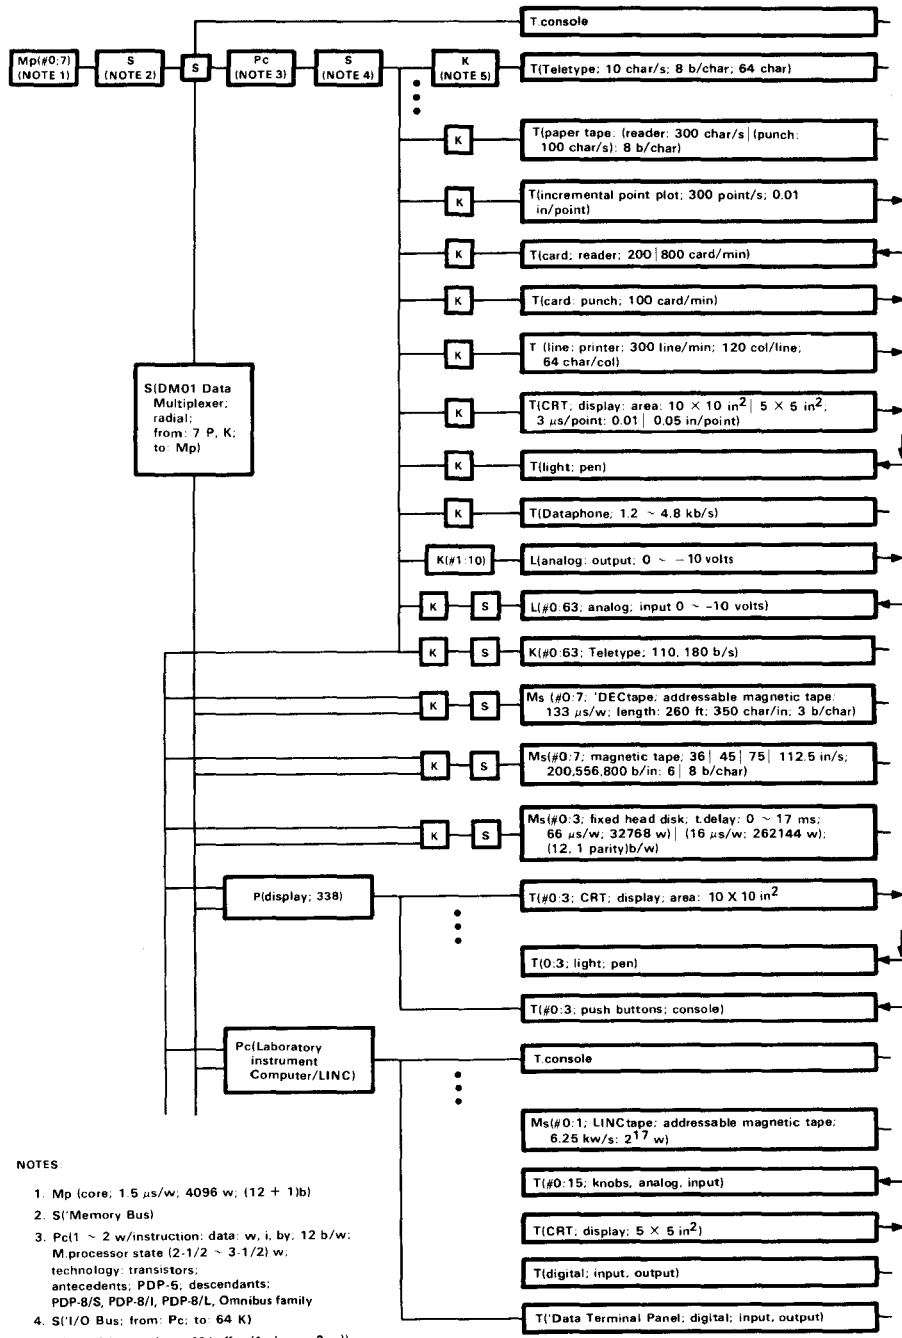 T.console
Mp(#0;7)
(NOTE 1)
S
(NOTE 2)
S
Pc
(NOTE 3)
S
(NOTE 4)
K
(NOTE 5)
T(Teletype; 10 char/s; 8 b/char; 64 char)
K
T(paper tape: (reader; 300 char/s | (punch:
100 char/s): 8 b/char)
K
T(incremental point plot; 300 point/s; 0.01
in/point)
K
T(card; reader; 200 | 800 card/min)
K
T(card: punch; 100 card/min)
K
T (line: printer; 300 line/min; 120 col/line;
64 char/col)
S(DM01 Data
Multiplexer;
radial;
from: 7 P, K;
to: Mp)
K
T(CRT; display: area: 10 × 10 in² | 5 × 5 in²,
3 μs/point: 0.01 | 0.05 in/point)
K
T(light; pen)
K
T(Dataphone; 1.2 ~ 4.8 kb/s)
K(#1:10)
L(analog: output; 0 ~ −10 volts
K
S
L(#0:63; analog; input 0 ~ -10 volts)
K
S
K(#0:63; Teletype; 110, 180 b/s)
K
S
Ms (#0:7; 'DECtape; addressable magnetic tape;
133 μs/w; length: 260 ft; 350 char/in; 3 b/char)
K
S
Ms(#0:7; magnetic tape; 36 | 45 | 75 | 112.5 in/s;
200,556,800 b/in: 6 | 8 b/char)
K
S
Ms(#0:3; fixed head disk; t.delay: 0 ~ 17 ms;
66 μs/w; 32768 w) | (16 μs/w; 262144 w);
(12, 1 parity)b/w)
P(display; 338)
T(#0:3; CRT; display; area: 10 X 10 in²
T(0:3; light; pen)
T(#0:3; push buttons; console)
Pc(Laboratory
instrument
Computer/LINC)
T.console
Ms(#0:1; LINCtape; addressable magnetic tape;
6.25 kw/s: 2¹⁷ w)
T(#0:15; knobs, analog, input)
T(CRT; display; 5 × 5 in²)
T(digital; input, output)
T('Data Terminal Panel; digital; input, output)
NOTES:
1. Mp (core; 1.5 μs/w; 4096 w; (12 + 1)b)
2. S('Memory Bus)
3. Pc(1 ~ 2 w/instruction: data: w, i, by, 12 b/w;
M.processor state (2-1/2 ~ 3-1/2) w;
technology: transistors;
antecedents; PDP-5; descendants;
PDP-8/S, PDP-8/I, PDP-8/L, Omnibus family
4. S('I/O Bus; from: Pc; to: 64 K)